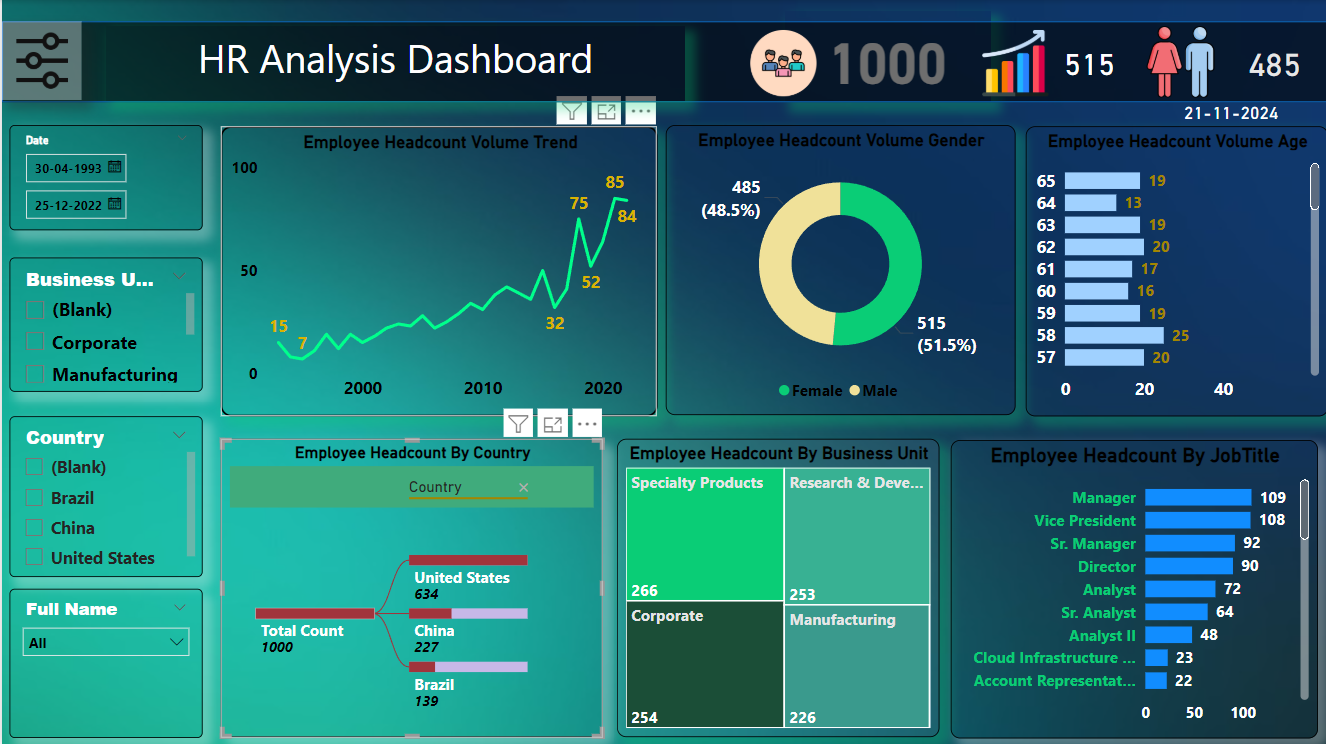 HR Analysis Dashboard
1000
515
485
21-11-2024
Date
30-04-1993
25-12-2022
Business U...
(Blank)
Corporate
Manufacturing
Country
(Blank)
Brazil
China
United States
Full Name
All
Employee Headcount Volume Trend
100
50
0
15
7
32
75
52
85
84
2000
2010
2020
Employee Headcount Volume Gender
485
(48.5%)
515
(51.5%)
Female
Male
Employee Headcount Volume Age
65 19
64 13
63 19
62 20
61 17
60 16
59 19
58 25
57 20
0 20 40
Employee Headcount By Country
Country
Total Count
1000
United States
634
China
227
Brazil
139
Employee Headcount By Business Unit
Specialty Products
266
Research & Deve...
253
Corporate
254
Manufacturing
226
Employee Headcount By JobTitle
Manager 109
Vice President 108
Sr. Manager 92
Director 90
Analyst 72
Sr. Analyst 64
Analyst II 48
Cloud Infrastructure ... 23
Account Representat... 22
0 50 100